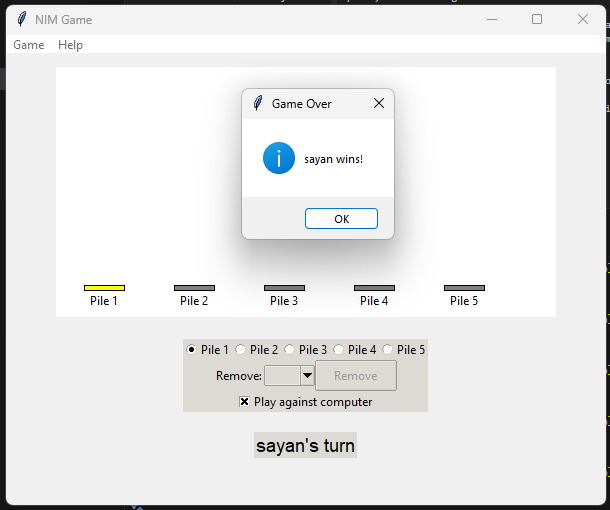 NIM Game
Game Help
Game Over
sayan wins!
OK
Pile 1 Pile 2 Pile 3 Pile 4 Pile 5
Pile 1 Pile 2 Pile 3 Pile 4 Pile 5
Remove: Remove
Play against computer
sayan's turn